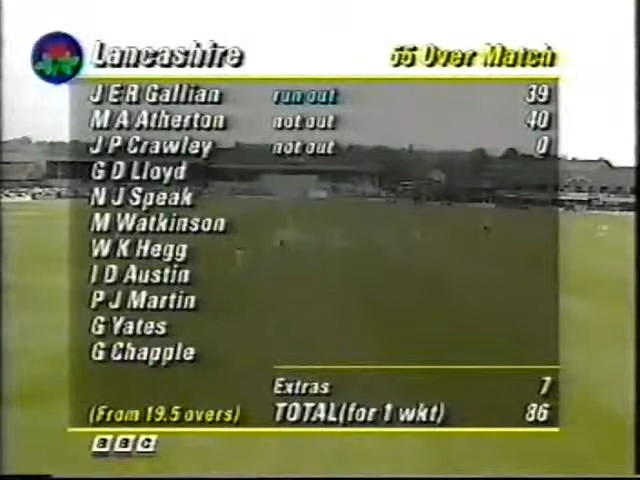 Lancashire 55 Over Match
J E R Gallian run out 39
M A Atherton not out 40
J P Crawley not out 0
G D Lloyd
N J Speak
M Watkinson
W K Hegg
I D Austin
P J Martin
G Yates
G Chapple
Extras 7
(From 19.5 overs) TOTAL (for 1 wkt) 86
BBC